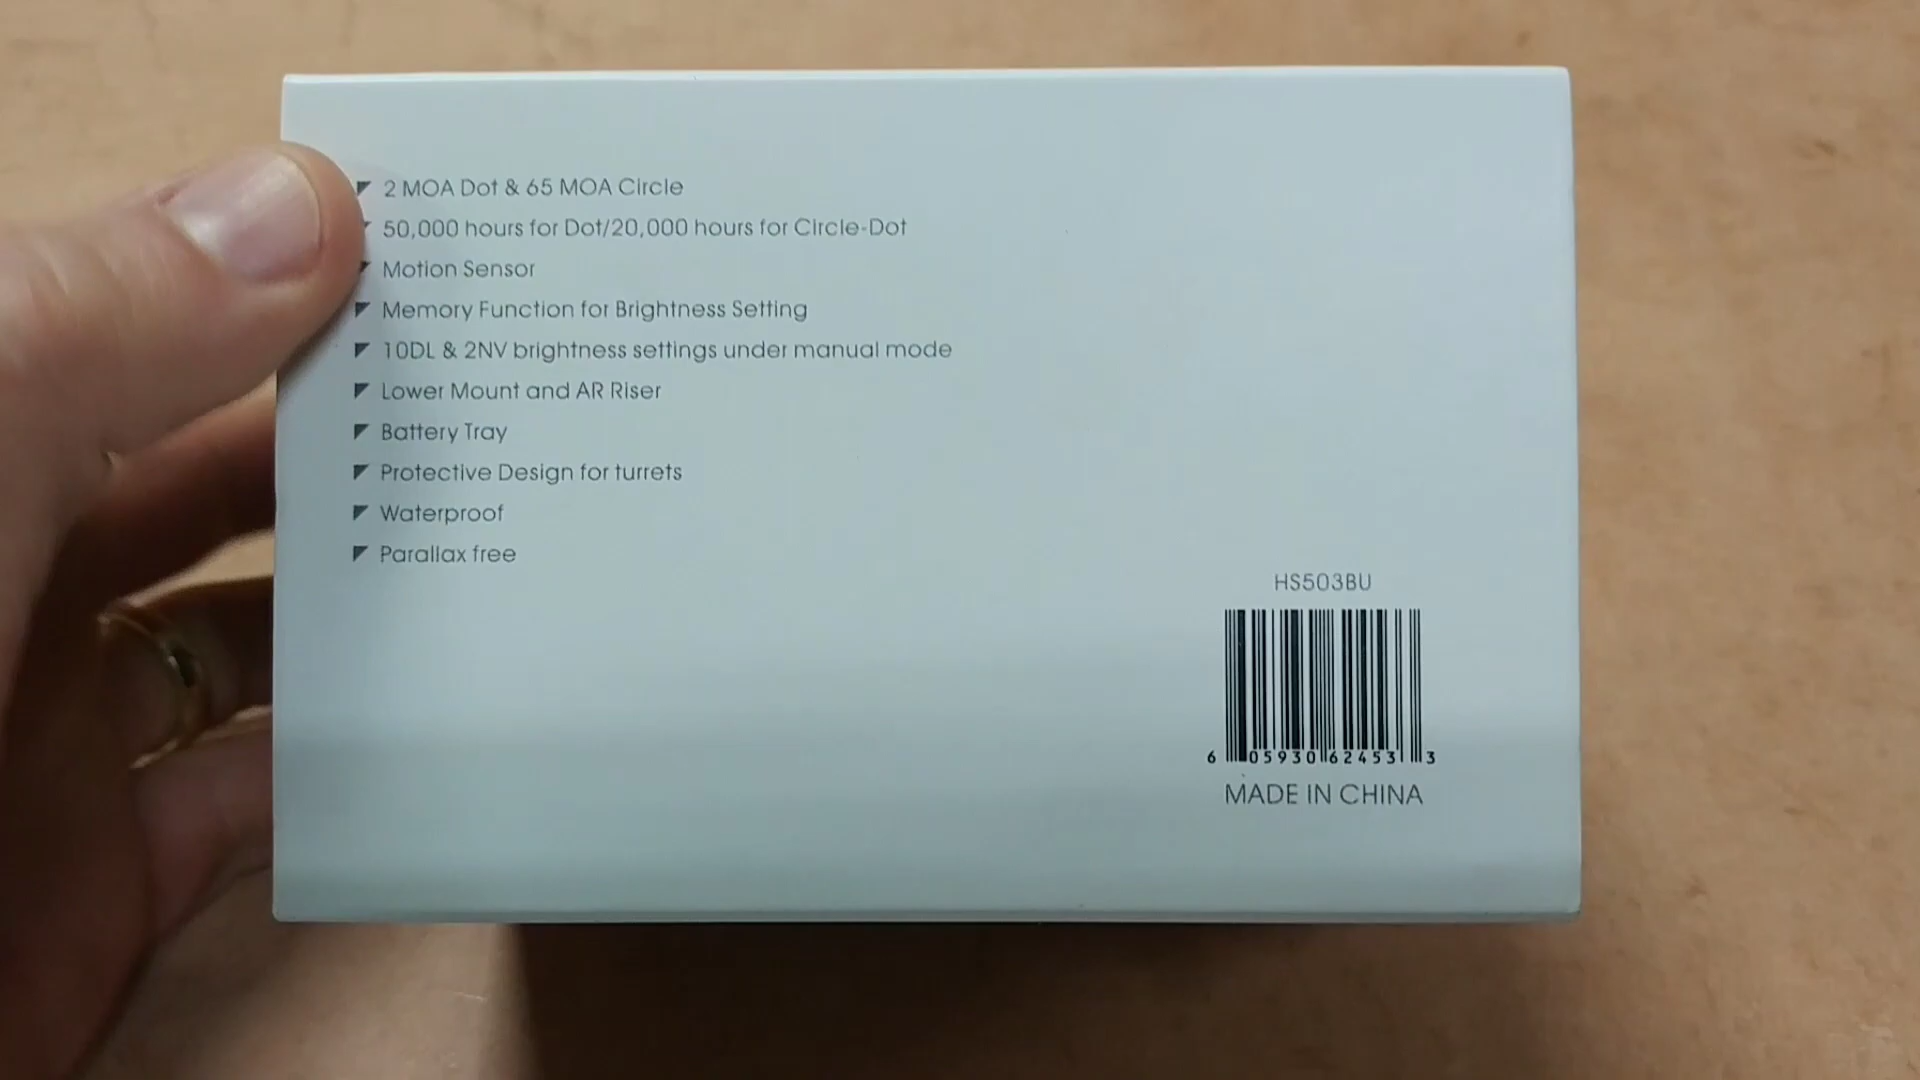 2 MOA Dot & 65 MOA Circle
50,000 hours for Dot/20,000 hours for Circle-Dot
Motion Sensor
Memory Function for Brightness Setting
10DL & 2NV brightness settings under manual mode
Lower Mount and AR Riser
Battery Tray
Protective Design for turrets
Waterproof
Parallax free
HS503BU
6 05930 62453 3
MADE IN CHINA